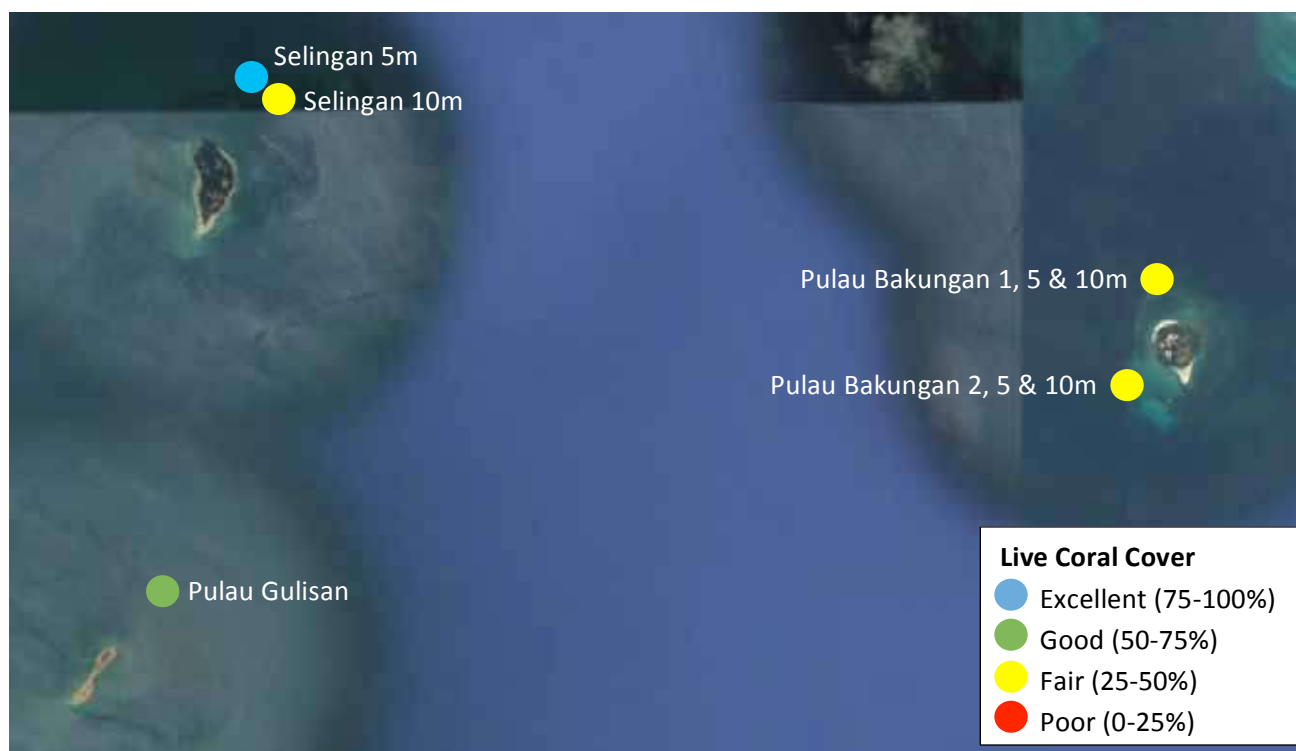 Selingan 5m
Selingan 10m
Pulau Bakungan 1, 5 & 10m
Pulau Bakungan 2, 5 & 10m
Pulau Gulisan
Live Coral Cover
Excellent (75-100%)
Good (50-75%)
Fair (25-50%)
Poor (0-25%)